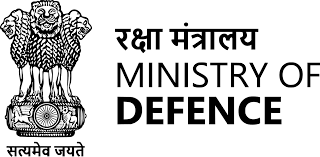 रक्षा मंत्रालय
MINISTRY OF
DEFENCE
सत्यमेव जयते